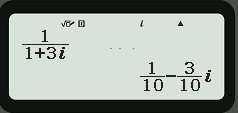 √▱ D i ▲
1/(1+3i)
1/10 - 3/10 i